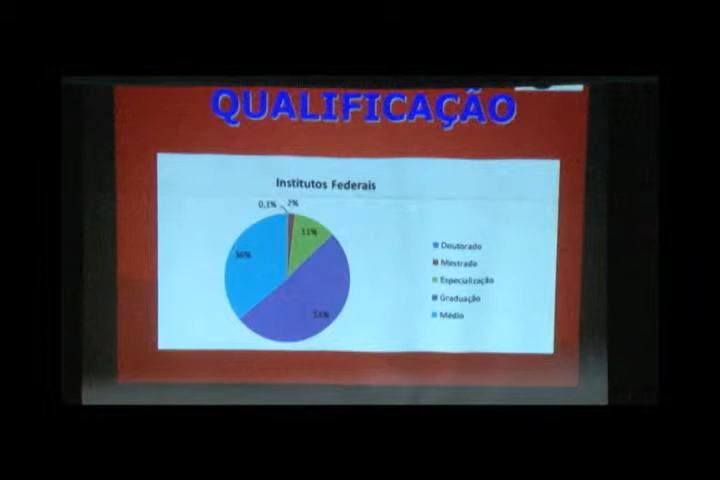 QUALIFICAÇÃO
Institutos Federais
0,1% 2%
11%
36%
51%
Doutorado
Mestrado
Especialização
Graduação
Médio